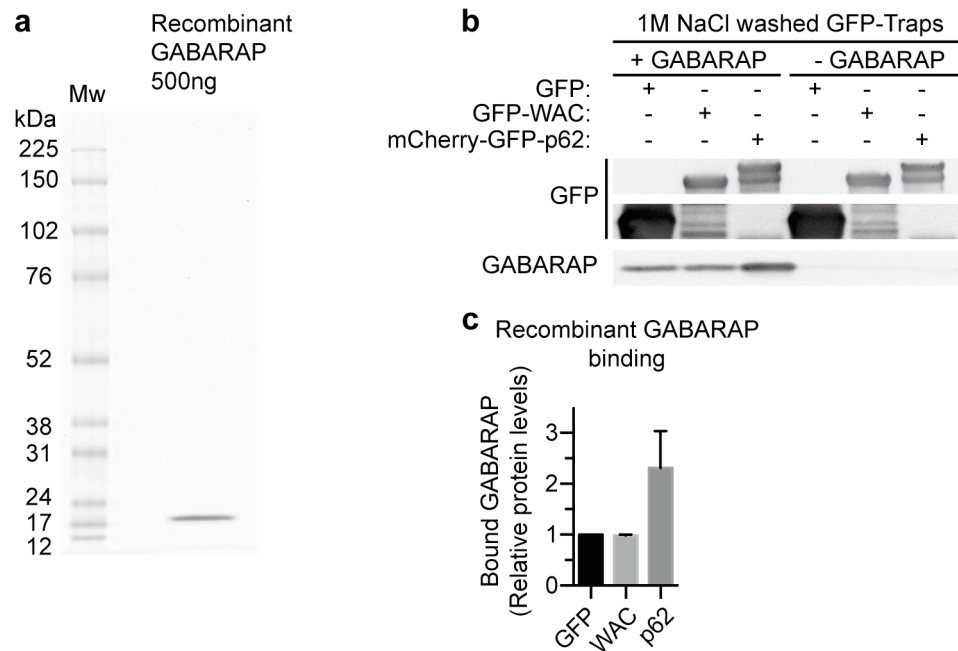 a
Recombinant
GABARAP
500ng
Mw
kDa
225
150
102
76
52
38
31
24
17
12
b
1M NaCl washed GFP-Traps
+ GABARAP - GABARAP
GFP: + - - + - -
GFP-WAC: - + - - + -
mCherry-GFP-p62: - - + - - +
GFP
GABARAP
c
Recombinant GABARAP
binding
Bound GABARAP
(Relative protein levels)
3
2
1
0
GFP WAC p62